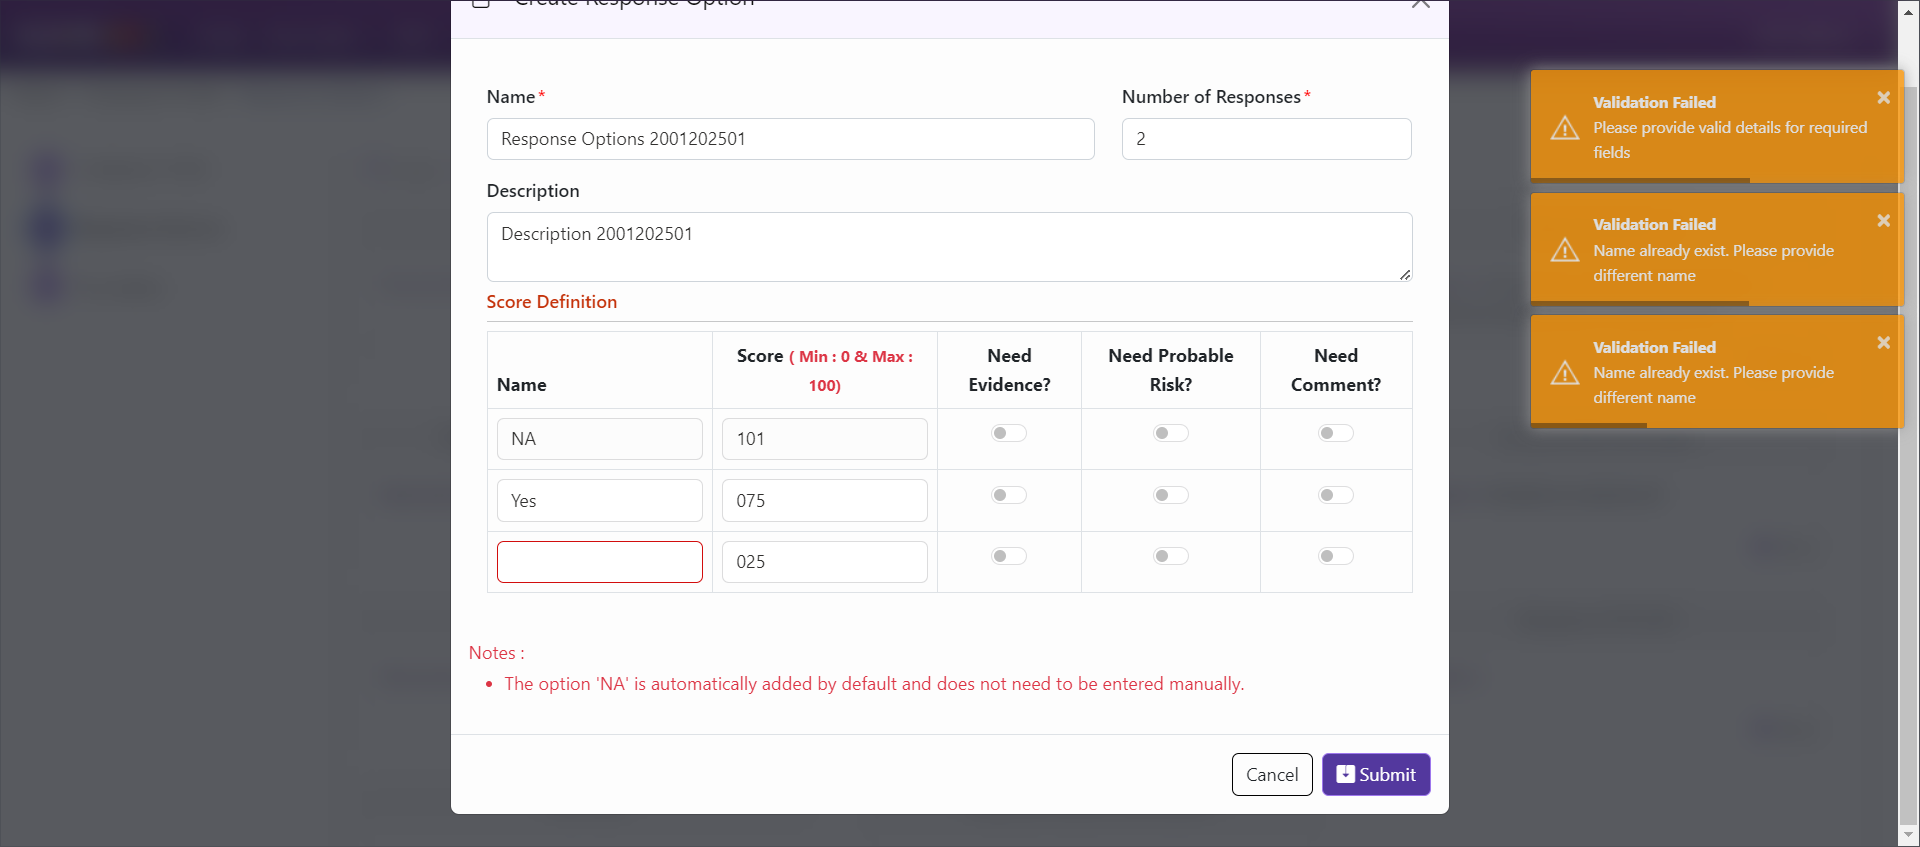 Create Response Option
Name*
Number of Responses*
Response Options 2001202501
2
Description
Description 2001202501
Score Definition
Name
Score ( Min : 0 & Max :
100)
Need
Evidence?
Need Probable
Risk?
Need
Comment?
NA
101
Yes
075
025
Notes :
• The option 'NA' is automatically added by default and does not need to be entered manually.
Cancel
Submit
Validation Failed
Please provide valid details for required
fields
Validation Failed
Name already exist. Please provide
different name
Validation Failed
Name already exist. Please provide
different name